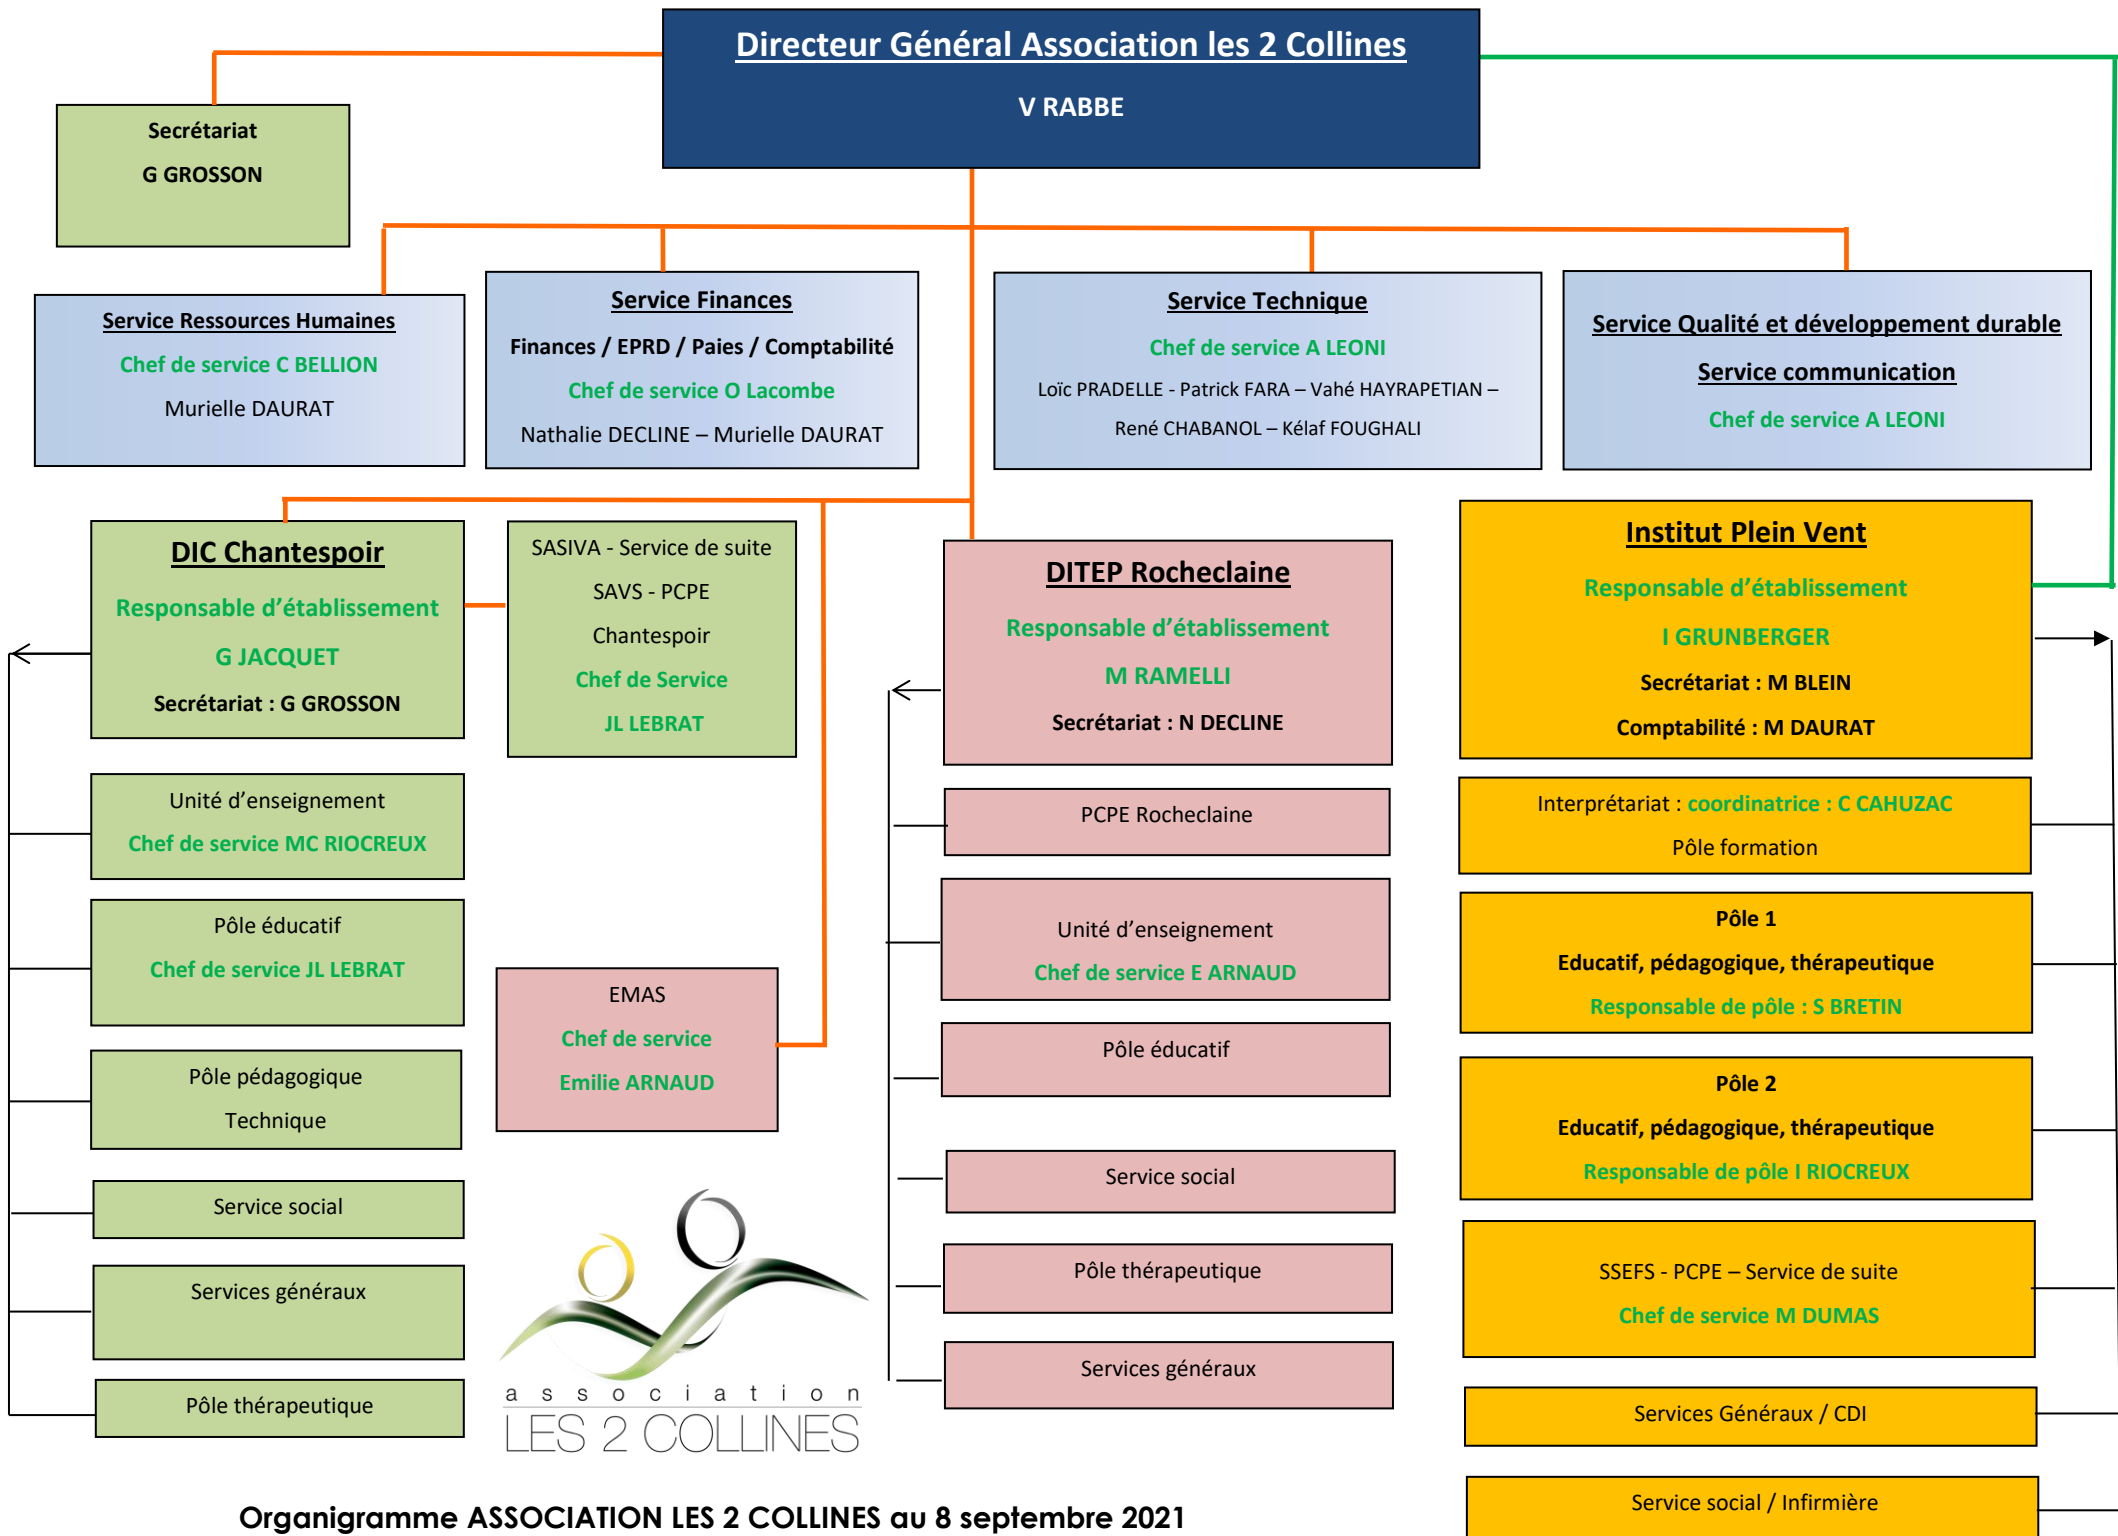 Directeur Général Association les 2 Collines
V RABBE
Secrétariat
G GROSSON
Service Ressources Humaines
Chef de service C BELLION
Murielle DAURAT
Service Finances
Finances / EPRD / Paies / Comptabilité
Chef de service O Lacombe
Nathalie DECLINE – Murielle DAURAT
Service Technique
Chef de service A LEONI
Loïc PRADELLE - Patrick FARA – Vahé HAYRAPETIAN –
René CHABANOL – Kélaf FOUGHALI
Service Qualité et développement durable
Service communication
Chef de service A LEONI
DIC Chantespoir
Responsable d’établissement
G JACQUET
Secrétariat : G GROSSON
SASIVA - Service de suite
SAVS - PCPE
Chantespoir
Chef de Service
JL LEBRAT
Unité d’enseignement
Chef de service MC RIOCREUX
Pôle éducatif
Chef de service JL LEBRAT
Pôle pédagogique
Technique
Service social
Services généraux
Pôle thérapeutique
EMAS
Chef de service
Emilie ARNAUD
DITEP Rocheclaine
Responsable d’établissement
M RAMELLI
Secrétariat : N DECLINE
PCPE Rocheclaine
Unité d’enseignement
Chef de service E ARNAUD
Pôle éducatif
Service social
Pôle thérapeutique
Services généraux
Institut Plein Vent
Responsable d’établissement
I GRUNBERGER
Secrétariat : M BLEIN
Comptabilité : M DAURAT
Interprétariat : coordinatrice : C CAHUZAC
Pôle formation
Pôle 1
Educatif, pédagogique, thérapeutique
Responsable de pôle : S BRETIN
Pôle 2
Educatif, pédagogique, thérapeutique
Responsable de pôle I RIOCREUX
SSEFS - PCPE – Service de suite
Chef de service M DUMAS
Services Généraux / CDI
Service social / Infirmière
association
LES 2 COLLINES
Organigramme ASSOCIATION LES 2 COLLINES au 8 septembre 2021